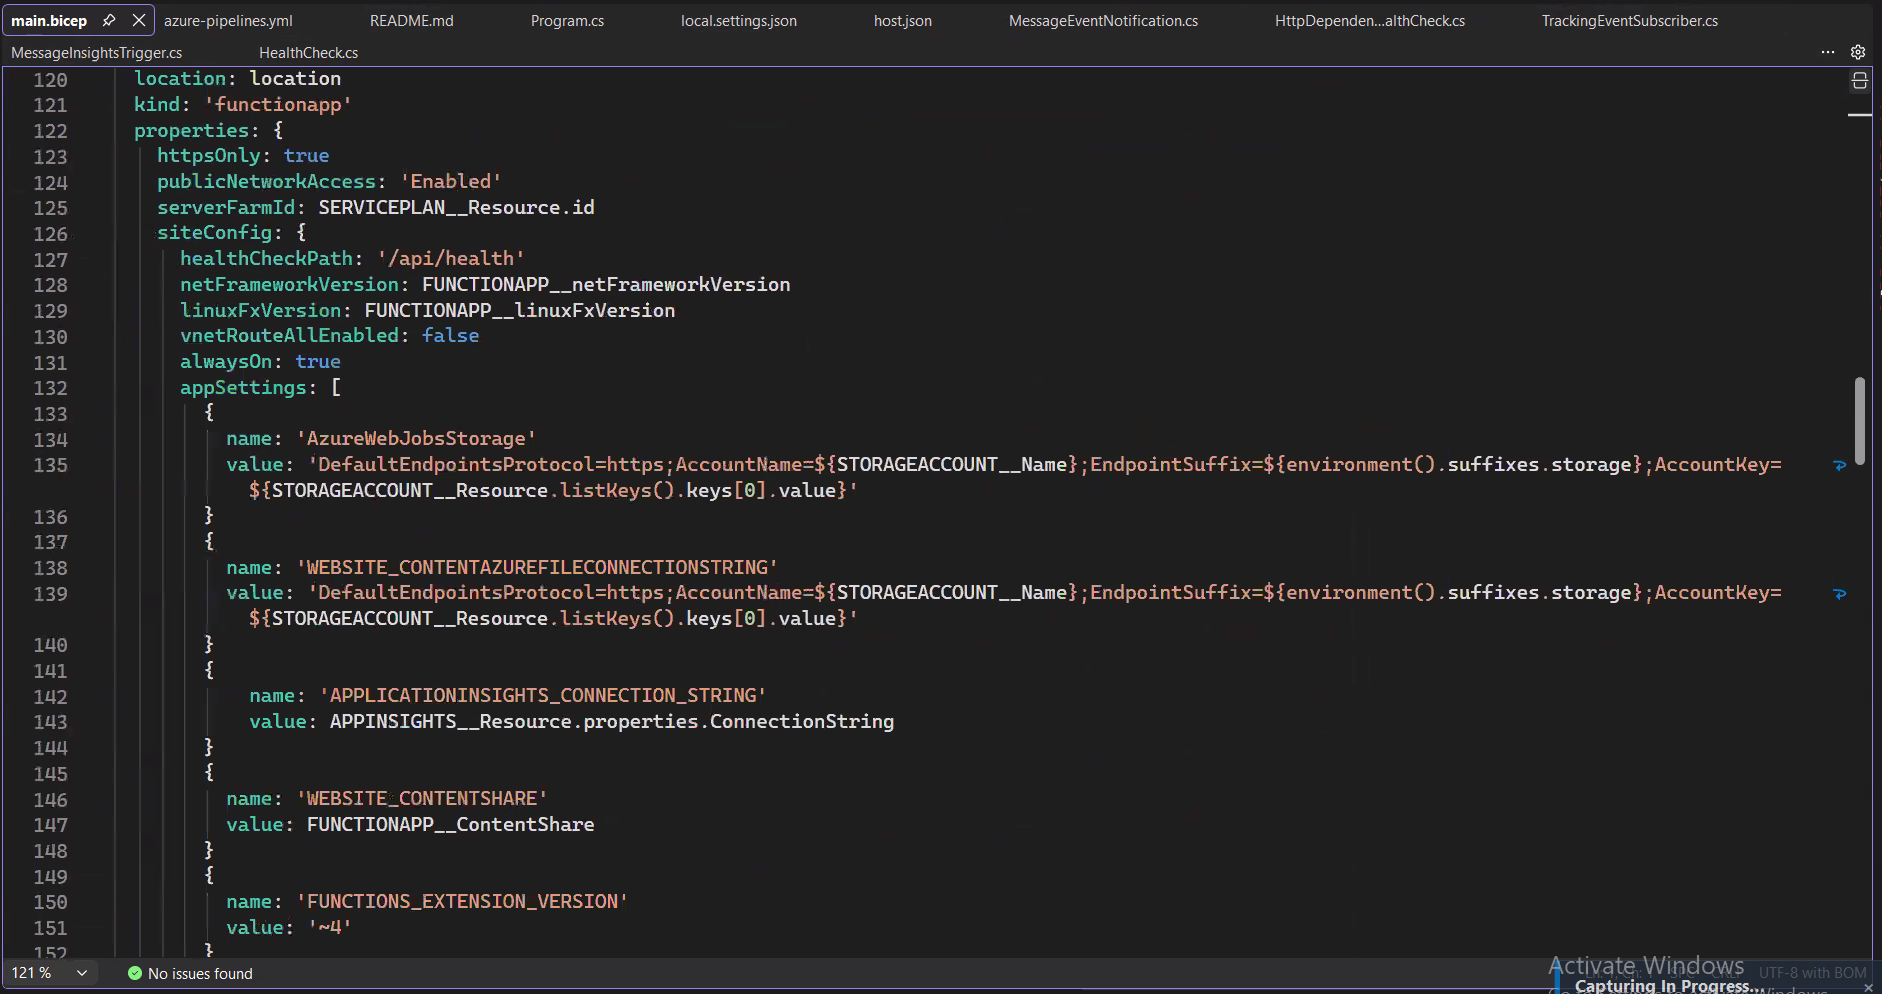 main.bicep
azure-pipelines.yml
README.md
Program.cs
local.settings.json
host.json
MessageEventNotification.cs
HttpDependen...althCheck.cs
TrackingEventSubscriber.cs
MessageInsightsTrigger.cs
HealthCheck.cs
120 location: location
121 kind: 'functionapp'
122 properties: {
123 httpsOnly: true
124 publicNetworkAccess: 'Enabled'
125 serverFarmId: SERVICEPLAN__Resource.id
126 siteConfig: {
127 healthCheckPath: '/api/health'
128 netFrameworkVersion: FUNCTIONAPP__netFrameworkVersion
129 linuxFxVersion: FUNCTIONAPP__linuxFxVersion
130 vnetRouteAllEnabled: false
131 alwaysOn: true
132 appSettings: [
133 {
134 name: 'AzureWebJobsStorage'
135 value: 'DefaultEndpointsProtocol=https;AccountName=${STORAGEACCOUNT__Name};EndpointSuffix=${environment().suffixes.storage};AccountKey=
${STORAGEACCOUNT__Resource.listKeys().keys[0].value}'
136 }
137 {
138 name: 'WEBSITE_CONTENTAZUREFILECONNECTIONSTRING'
139 value: 'DefaultEndpointsProtocol=https;AccountName=${STORAGEACCOUNT__Name};EndpointSuffix=${environment().suffixes.storage};AccountKey=
${STORAGEACCOUNT__Resource.listKeys().keys[0].value}'
140 }
141 {
142 name: 'APPLICATIONINSIGHTS_CONNECTION_STRING'
143 value: APPINSIGHTS__Resource.properties.ConnectionString
144 }
145 {
146 name: 'WEBSITE_CONTENTSHARE'
147 value: FUNCTIONAPP__ContentShare
148 }
149 {
150 name: 'FUNCTIONS_EXTENSION_VERSION'
151 value: '~4'
152 }
121 %
No issues found
Activate Windows
SPC CRLF UTF-8 with BOM
Capturing In Progress...
Windows